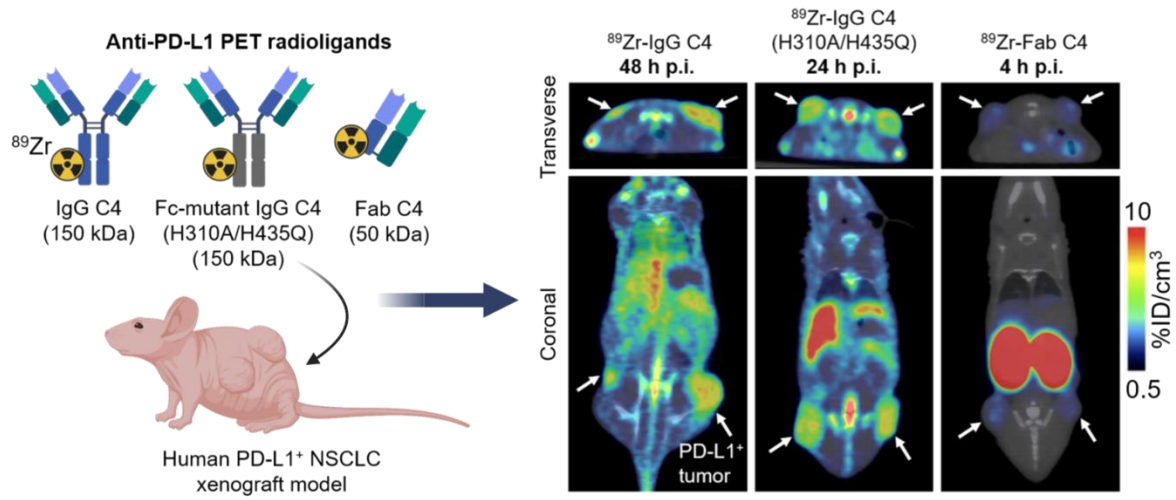 Anti-PD-L1 PET radioligands
⁸⁹Zr
IgG C4
(150 kDa)
Fc-mutant IgG C4
(H310A/H435Q)
(150 kDa)
Fab C4
(50 kDa)
Human PD-L1⁺ NSCLC
xenograft model
⁸⁹Zr-IgG C4
48 h p.i.
⁸⁹Zr-IgG C4
(H310A/H435Q)
24 h p.i.
⁸⁹Zr-Fab C4
4 h p.i.
Transverse
Coronal
PD-L1⁺
tumor
10
%ID/cm³
0.5